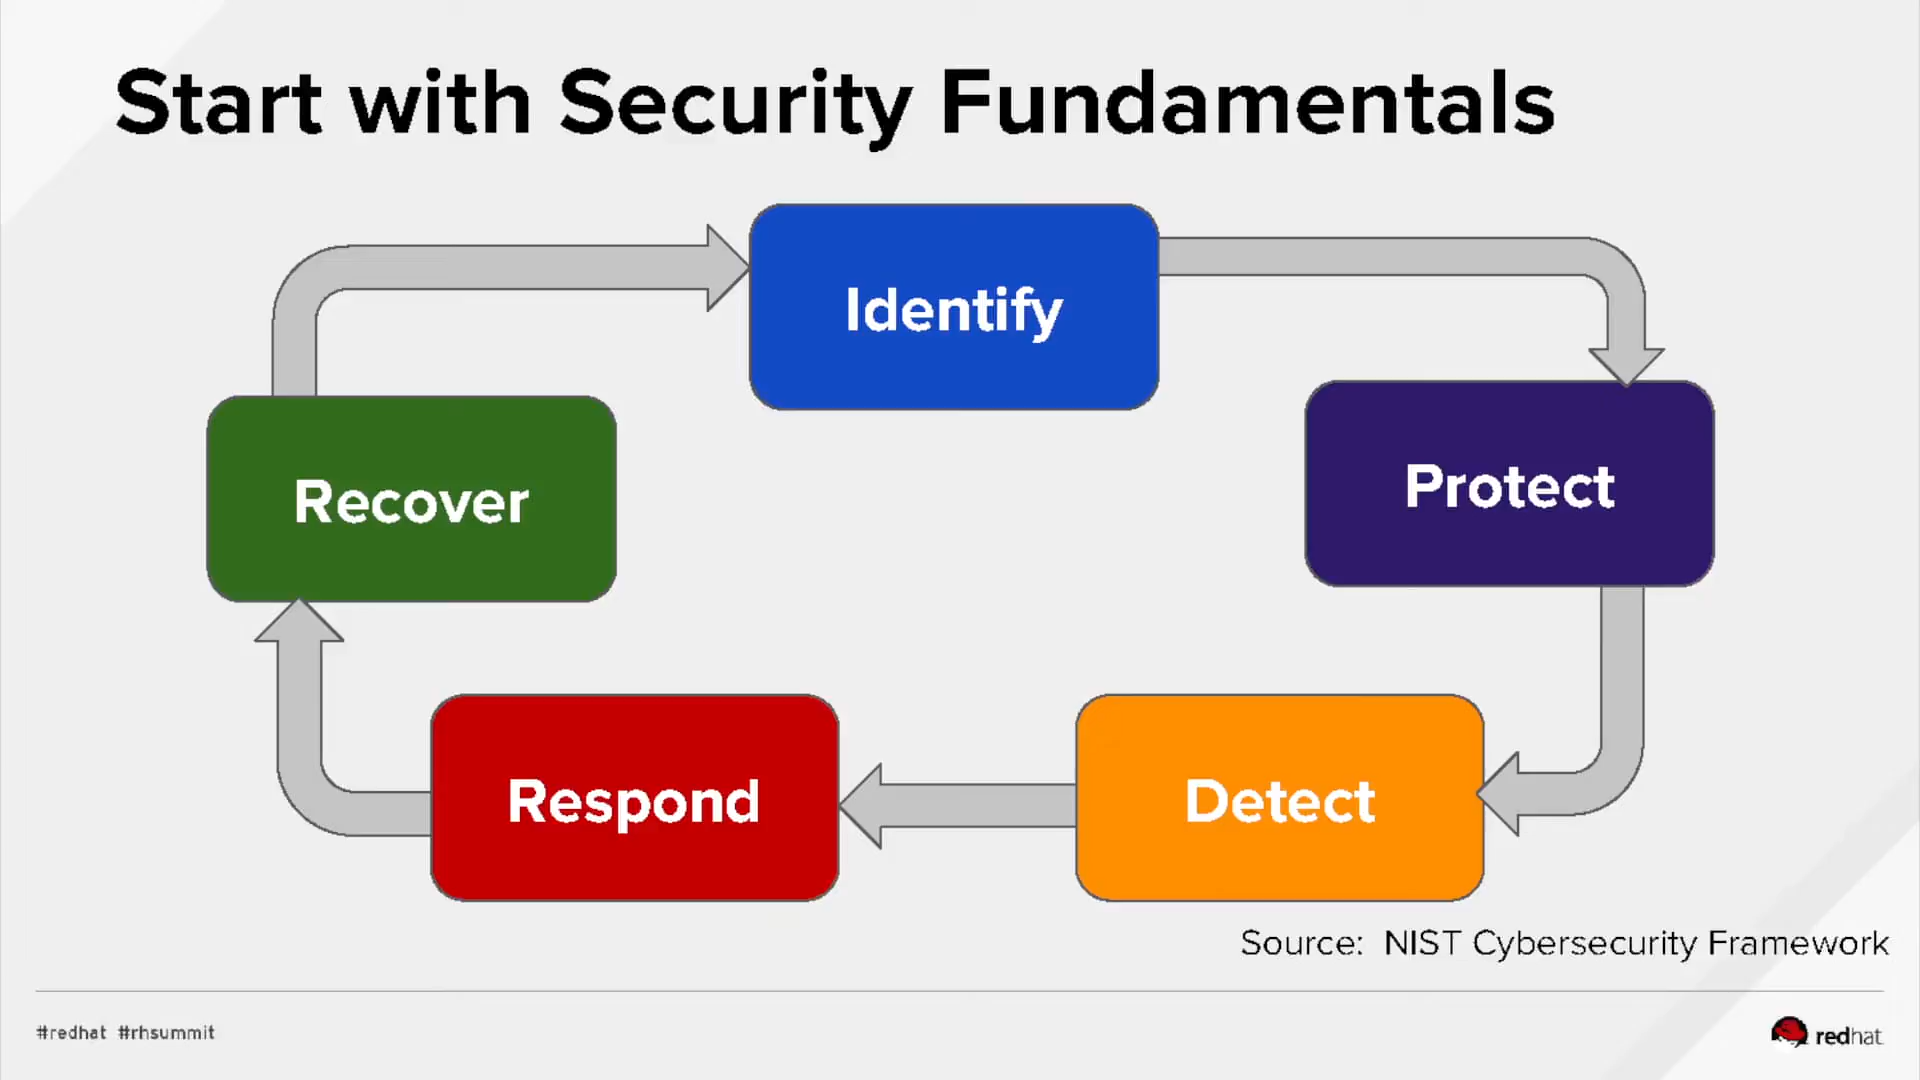 Start with Security Fundamentals
Identify
Protect
Recover
Respond
Detect
Source: NIST Cybersecurity Framework
#redhat #rhsummit
redhat.